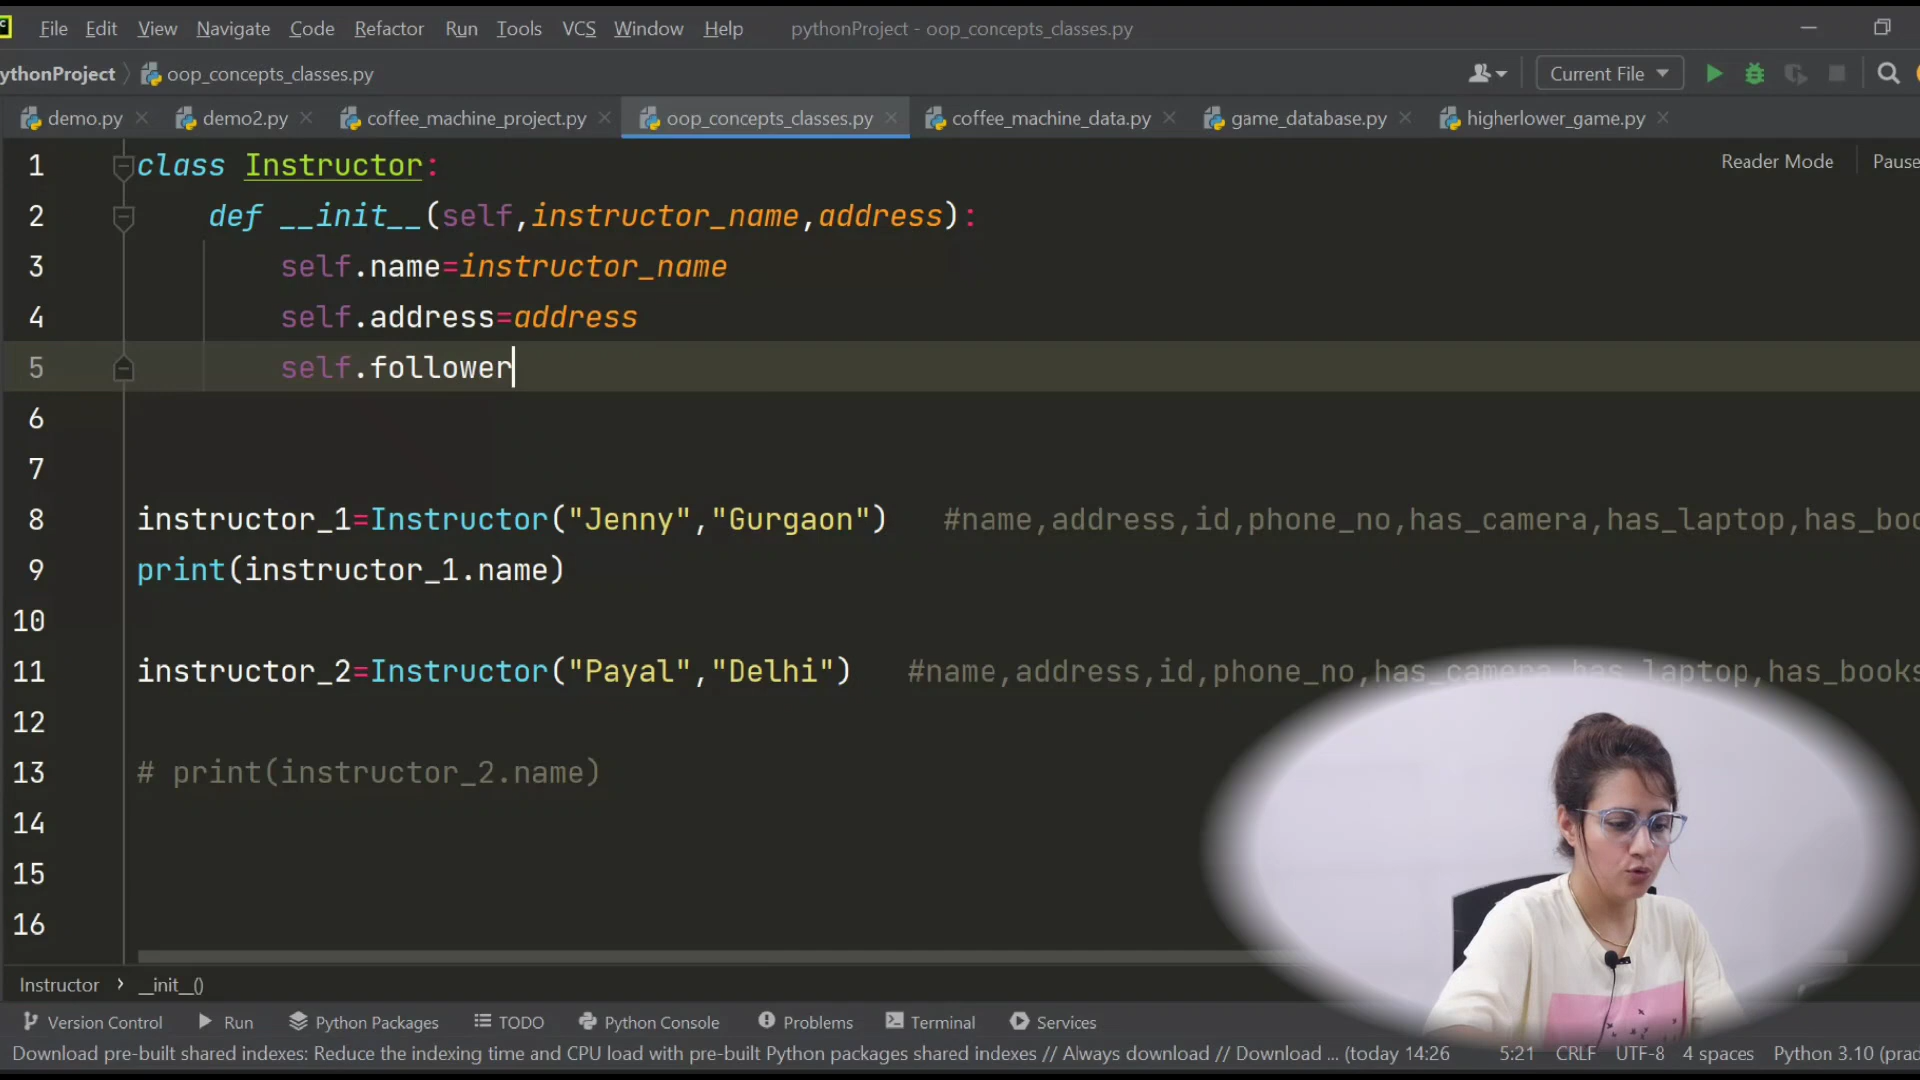 File Edit View Navigate Code Refactor Run Tools VCS Window Help pythonProject - oop_concepts_classes.py
ythonProject oop_concepts_classes.py Current File
demo.py demo2.py coffee_machine_project.py oop_concepts_classes.py coffee_machine_data.py game_database.py higherlower_game.py
Reader Mode Pause
1 class Instructor:
2 def __init__(self,instructor_name,address):
3 self.name=instructor_name
4 self.address=address
5 self.follower
6
7
8 instructor_1=Instructor("Jenny","Gurgaon") #name,address,id,phone_no,has_camera,has_laptop,has_boo
9 print(instructor_1.name)
10
11 instructor_2=Instructor("Payal","Delhi") #name,address,id,phone_no,has_camera,has_laptop,has_books
12
13 # print(instructor_2.name)
14
15
16
Instructor › __init__()
Version Control Run Python Packages TODO Python Console Problems Terminal Services
Download pre-built shared indexes: Reduce the indexing time and CPU load with pre-built Python packages shared indexes // Always download // Download ... (today 14:26 5:21 CRLF UTF-8 4 spaces Python 3.10 (prac